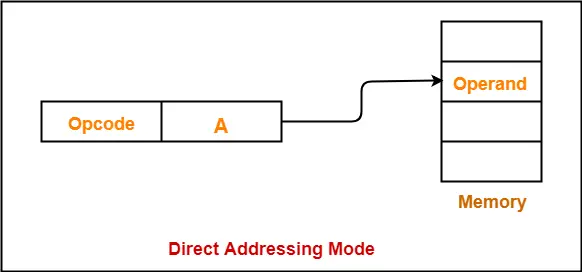 Opcode
A
Operand
Memory
Direct Addressing Mode